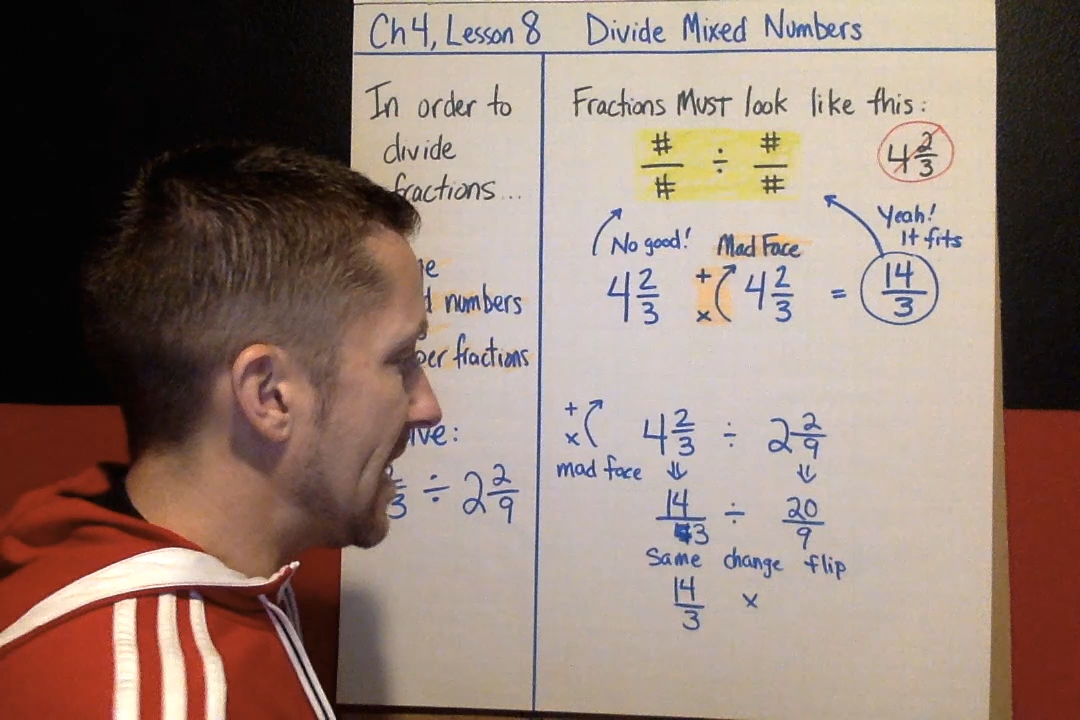 Ch 4, Lesson 8 Divide Mixed Numbers
In order to
divide
fractions...
numbers
fractions
÷ 2 2/9
Fractions MUST look like this:
#/# ÷ #/#
4 2/3
No good!
Mad Face
Yeah!
It fits
4 2/3 + x 4 2/3 = 14/3
+ x 4 2/3 ÷ 2 2/9
mad face
14/3 ÷ 20/9
Same change flip
14/3 x